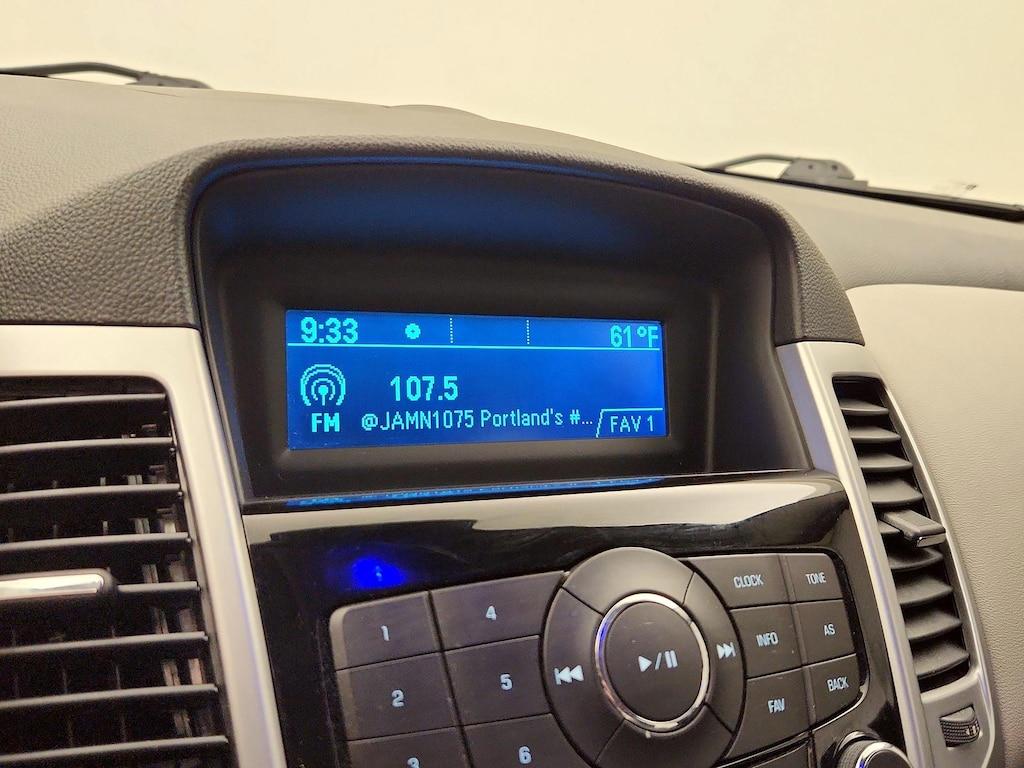 9:33 61°F
107.5
FM @JAMN1075 Portland's #... FAV 1
CLOCK TONE
1 4 INFO AS
2 5 FAV BACK
3 6